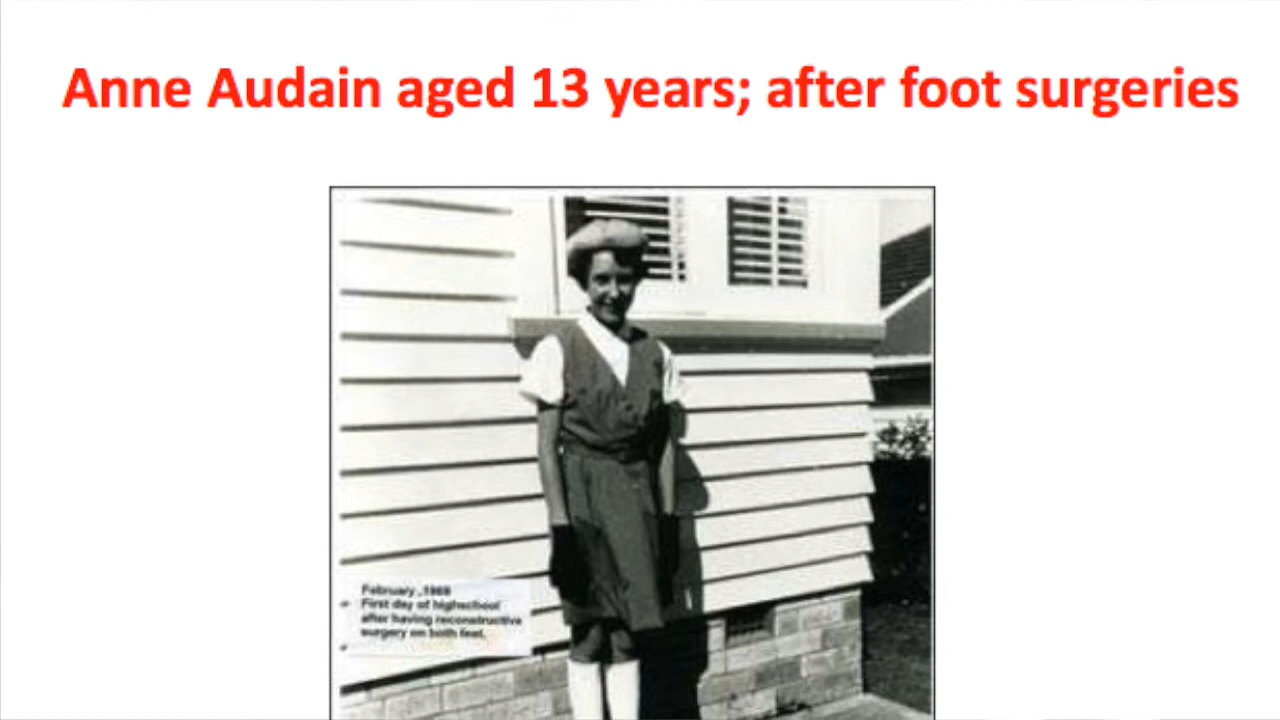 Anne Audain aged 13 years; after foot surgeries
February ,1969
First day of highschool
after having reconstructive
surgery on both feet.